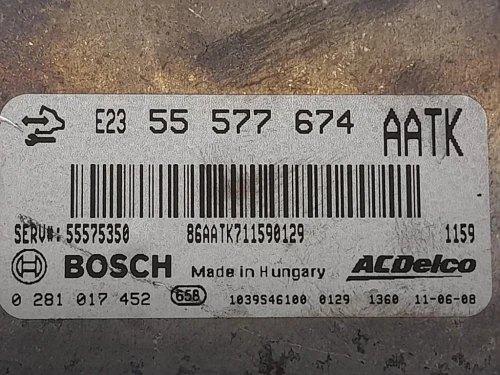 E23 55 577 674 AATK
SERV#:55575350 86AATK711590129 1159
BOSCH Made in Hungary ACDelco
0 281 017 452 658 1039S46100 0129 1360 11-06-08